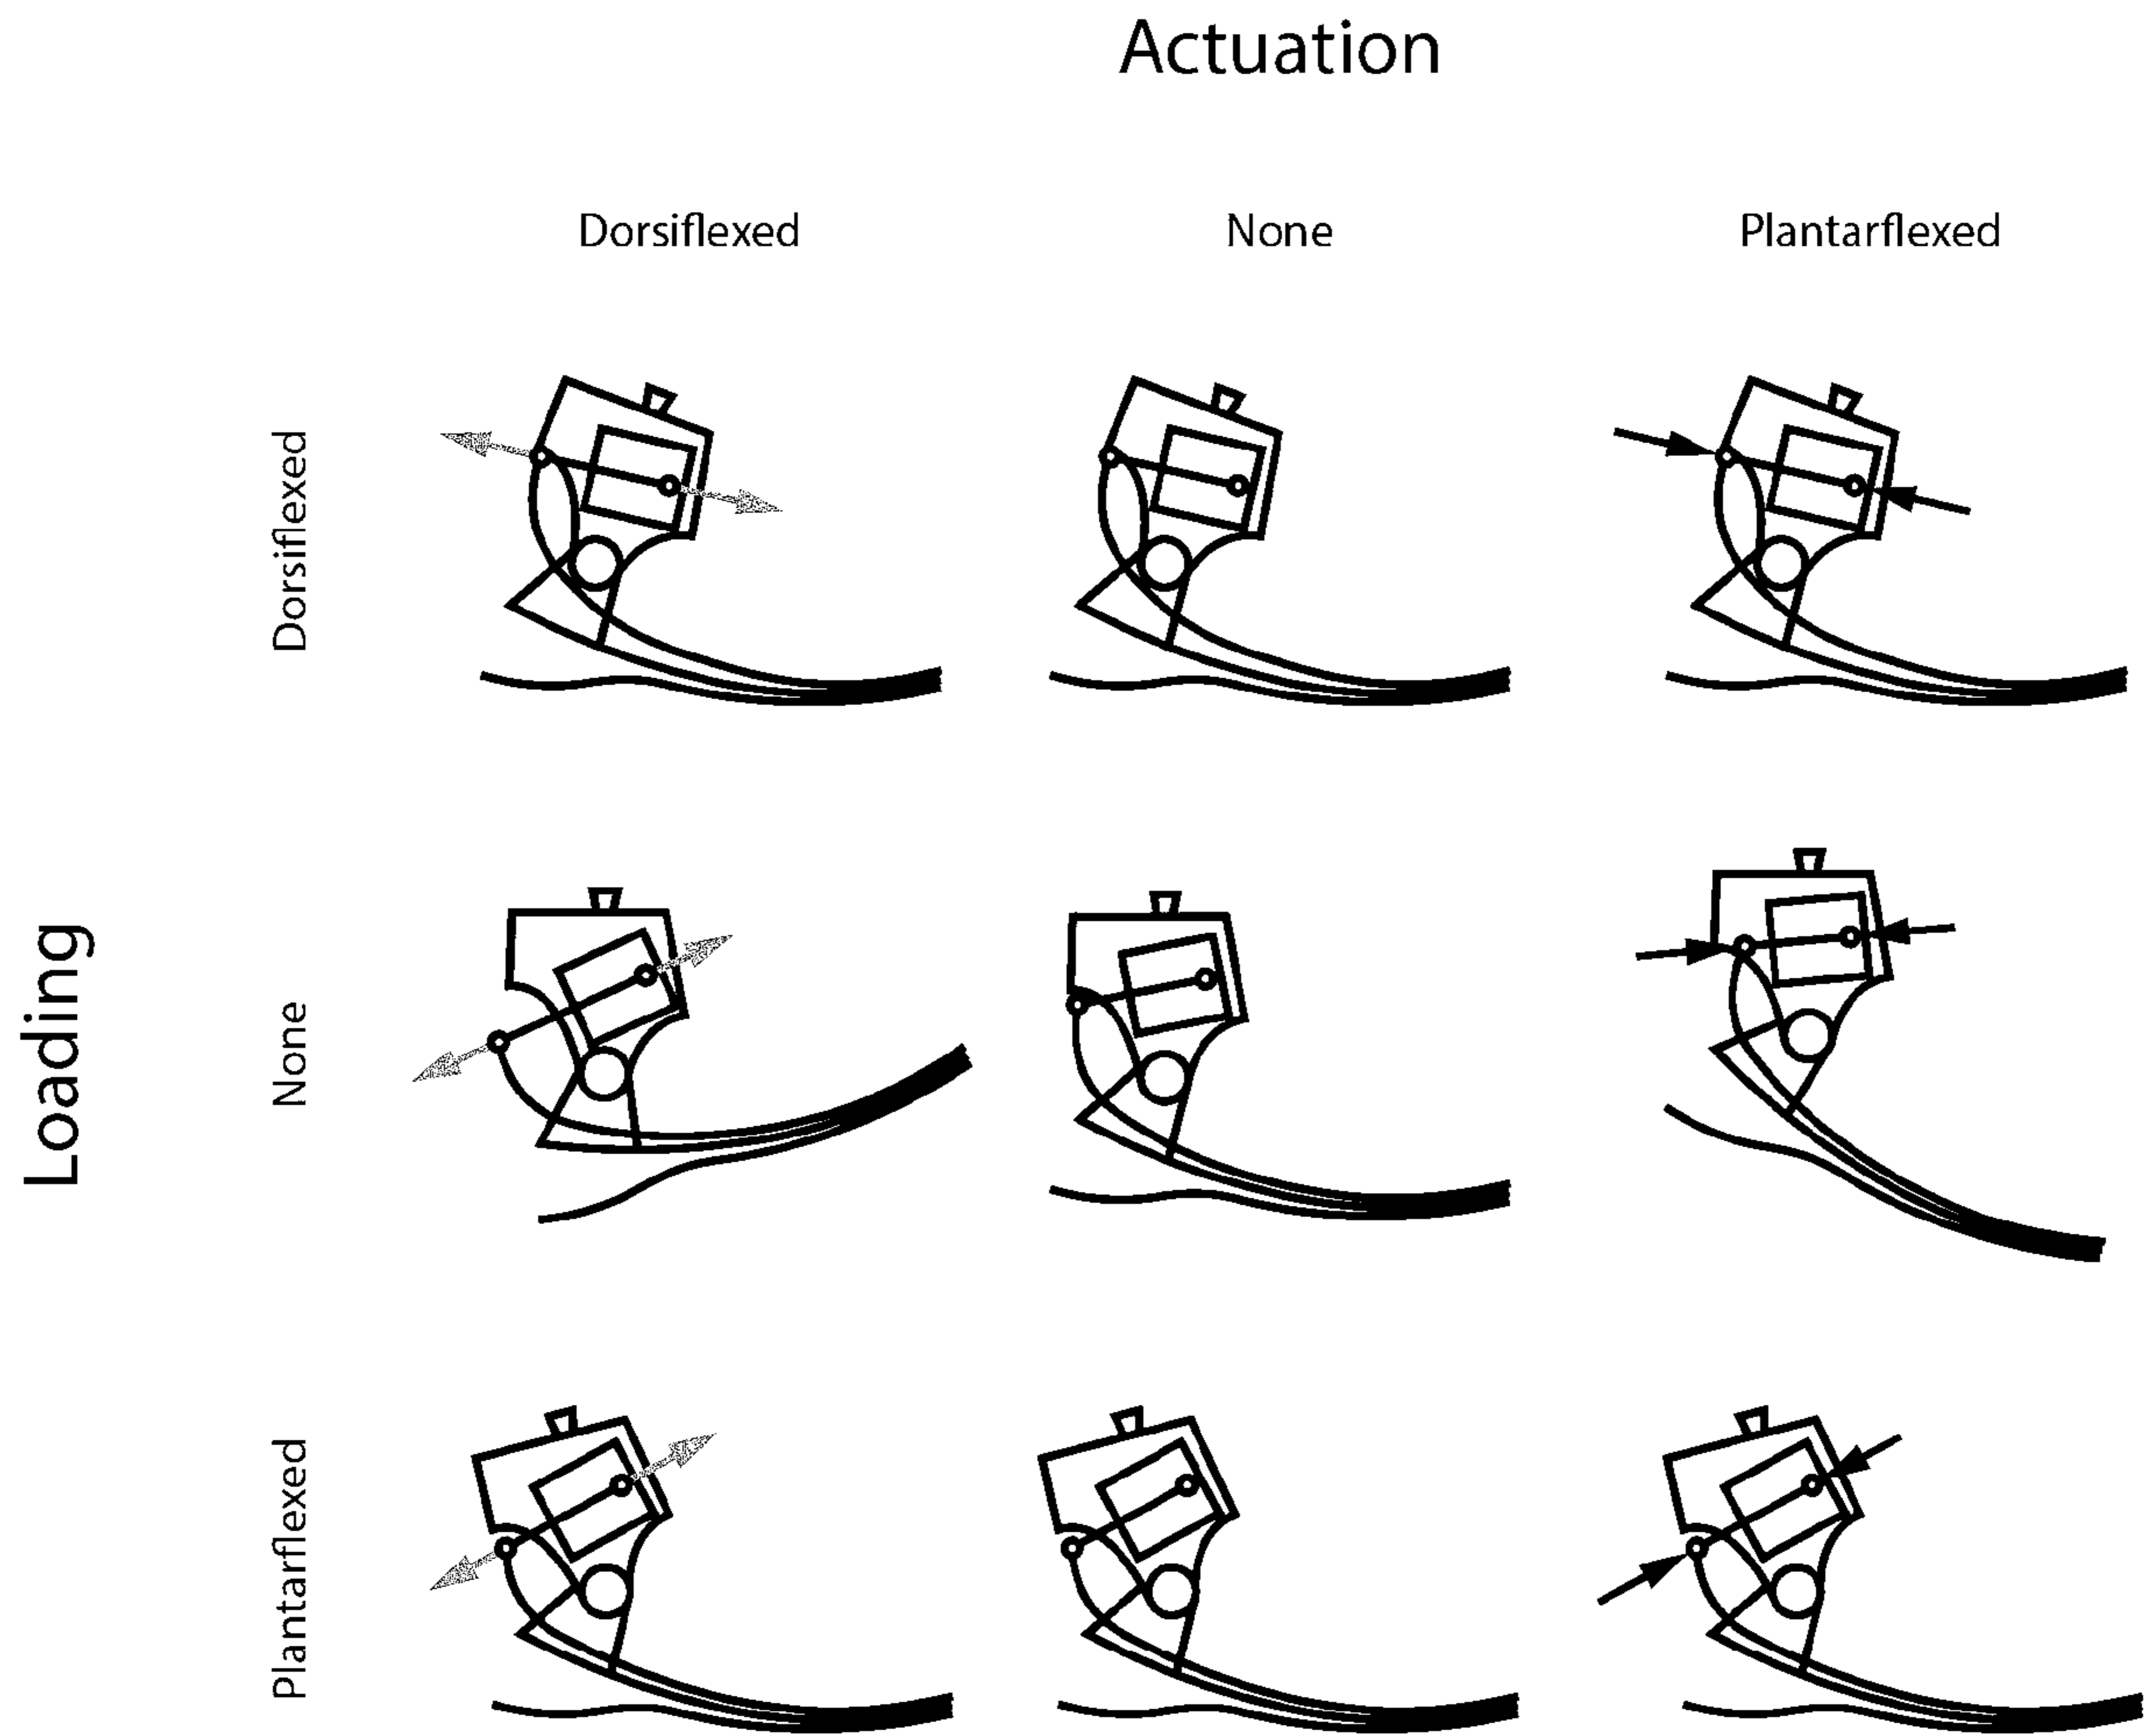 Actuation
Dorsiflexed
None
Plantarflexed
Loading
Dorsiflexed
None
Plantarflexed